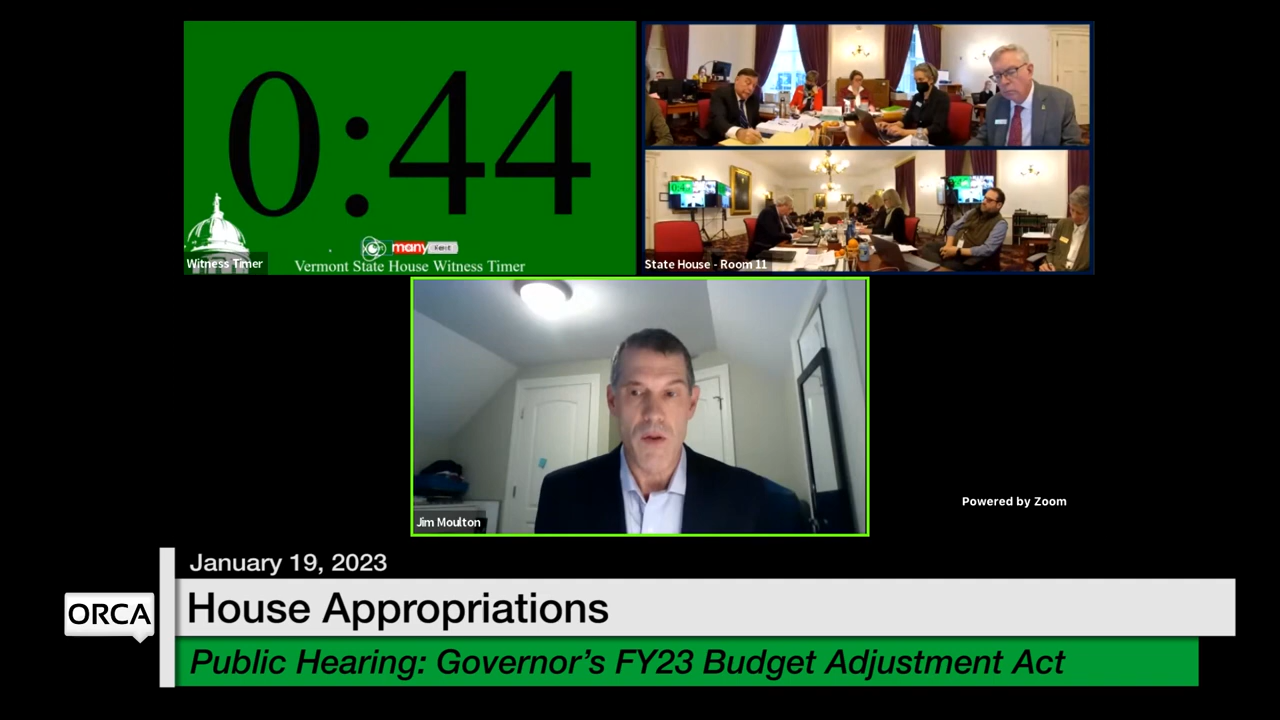 0:44
many
Vermont State House Witness Timer
Witness Timer
State House - Room 11
Jim Moulton
Powered by Zoom
January 19, 2023
ORCA
House Appropriations
Public Hearing: Governor's FY23 Budget Adjustment Act